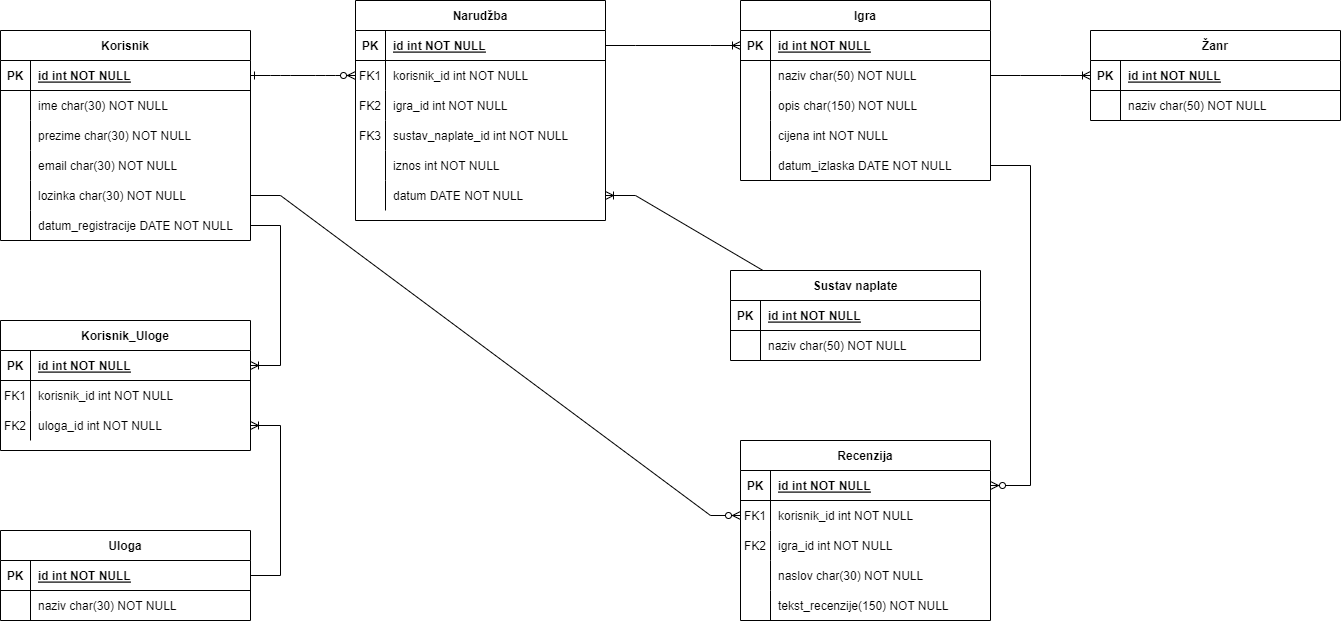 Korisnik
PK id int NOT NULL
ime char(30) NOT NULL
prezime char(30) NOT NULL
email char(30) NOT NULL
lozinka char(30) NOT NULL
datum_registracije DATE NOT NULL
Narudžba
PK id int NOT NULL
FK1 korisnik_id int NOT NULL
FK2 igra_id int NOT NULL
FK3 sustav_naplate_id int NOT NULL
iznos int NOT NULL
datum DATE NOT NULL
Igra
PK id int NOT NULL
naziv char(50) NOT NULL
opis char(150) NOT NULL
cijena int NOT NULL
datum_izlaska DATE NOT NULL
Žanr
PK id int NOT NULL
naziv char(50) NOT NULL
Sustav naplate
PK id int NOT NULL
naziv char(50) NOT NULL
Korisnik_Uloge
PK id int NOT NULL
FK1 korisnik_id int NOT NULL
FK2 uloga_id int NOT NULL
Uloga
PK id int NOT NULL
naziv char(30) NOT NULL
Recenzija
PK id int NOT NULL
FK1 korisnik_id int NOT NULL
FK2 igra_id int NOT NULL
naslov char(30) NOT NULL
tekst_recenzije(150) NOT NULL